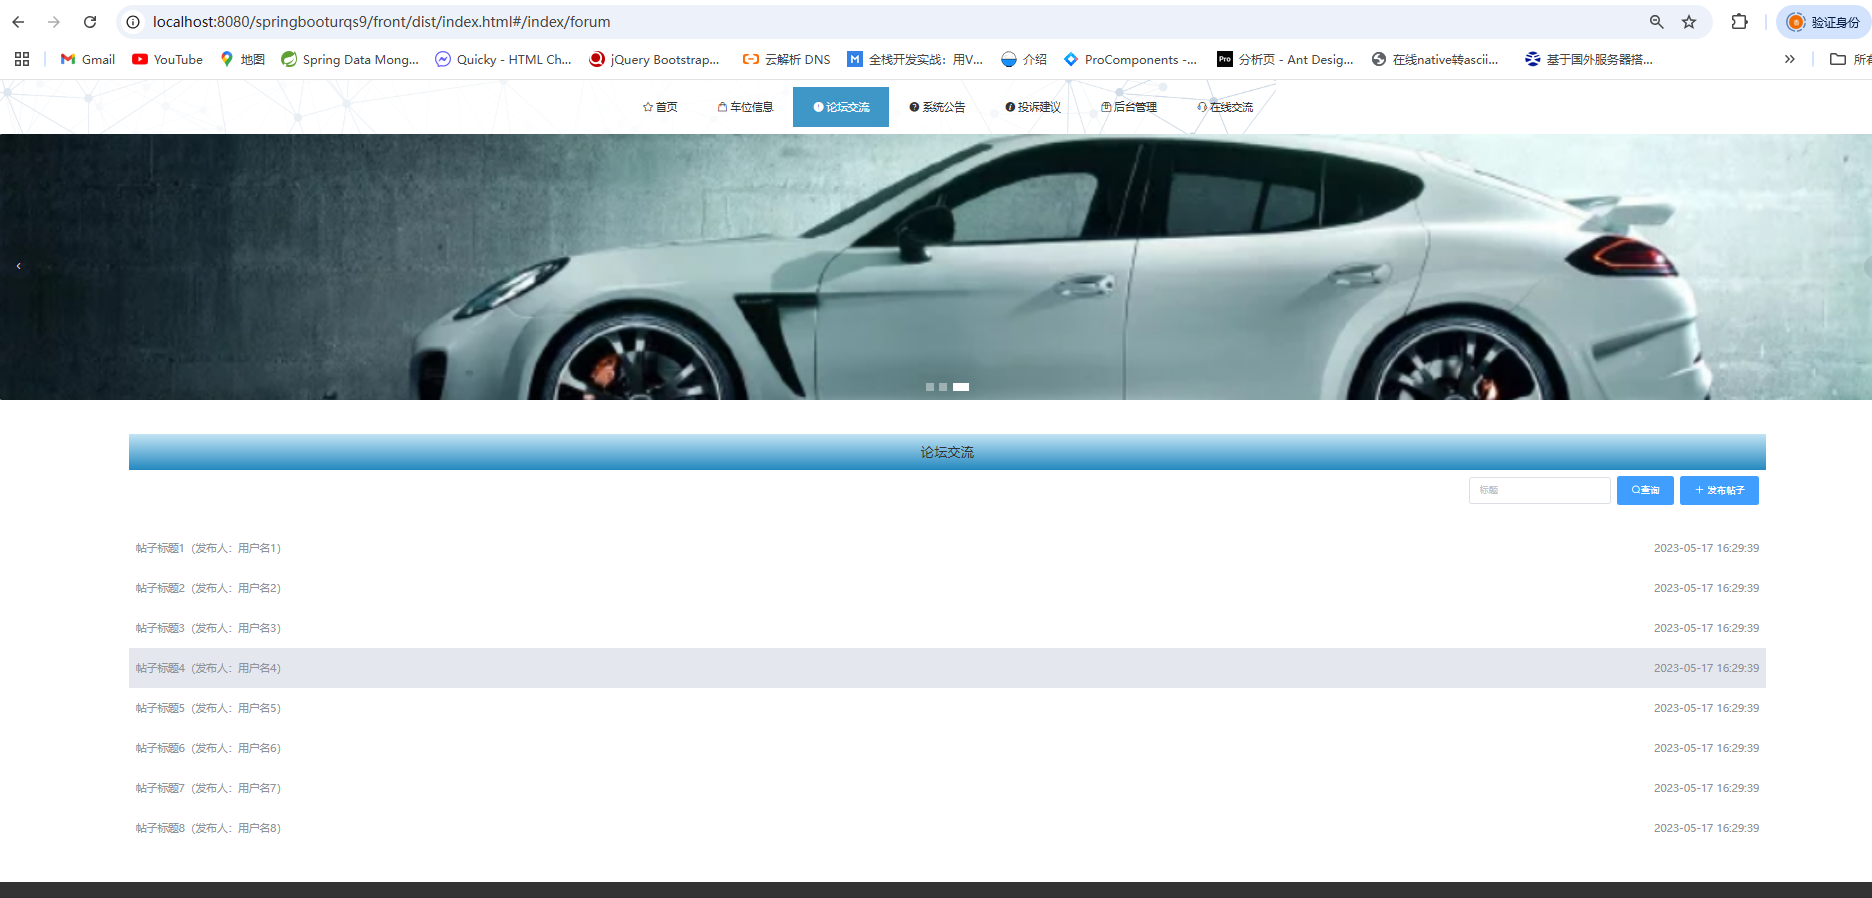 localhost:8080/springbooturqs9/front/dist/index.html#/index/forum
验证身份
Gmail
YouTube
地图
Spring Data Mong...
Quicky - HTML Ch...
jQuery Bootstrap...
云解析 DNS
全栈开发实战：用V...
介绍
ProComponents -...
Pro
分析页 - Ant Desig...
在线native转ascii...
基于国外服务器搭...
所有
首页
车位信息
论坛交流
系统公告
投诉建议
后台管理
在线交流
论坛交流
标题
查询
发布帖子
帖子标题1（发布人：用户名1） 2023-05-17 16:29:39
帖子标题2（发布人：用户名2） 2023-05-17 16:29:39
帖子标题3（发布人：用户名3） 2023-05-17 16:29:39
帖子标题4（发布人：用户名4） 2023-05-17 16:29:39
帖子标题5（发布人：用户名5） 2023-05-17 16:29:39
帖子标题6（发布人：用户名6） 2023-05-17 16:29:39
帖子标题7（发布人：用户名7） 2023-05-17 16:29:39
帖子标题8（发布人：用户名8） 2023-05-17 16:29:39